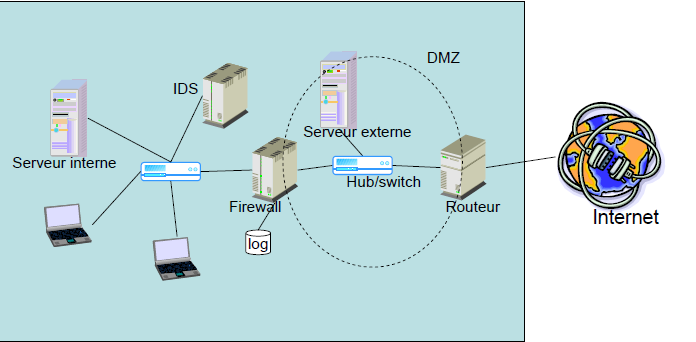 DMZ
IDS
Serveur externe
Serveur interne
Hub/switch
Firewall
Routeur
log
Internet